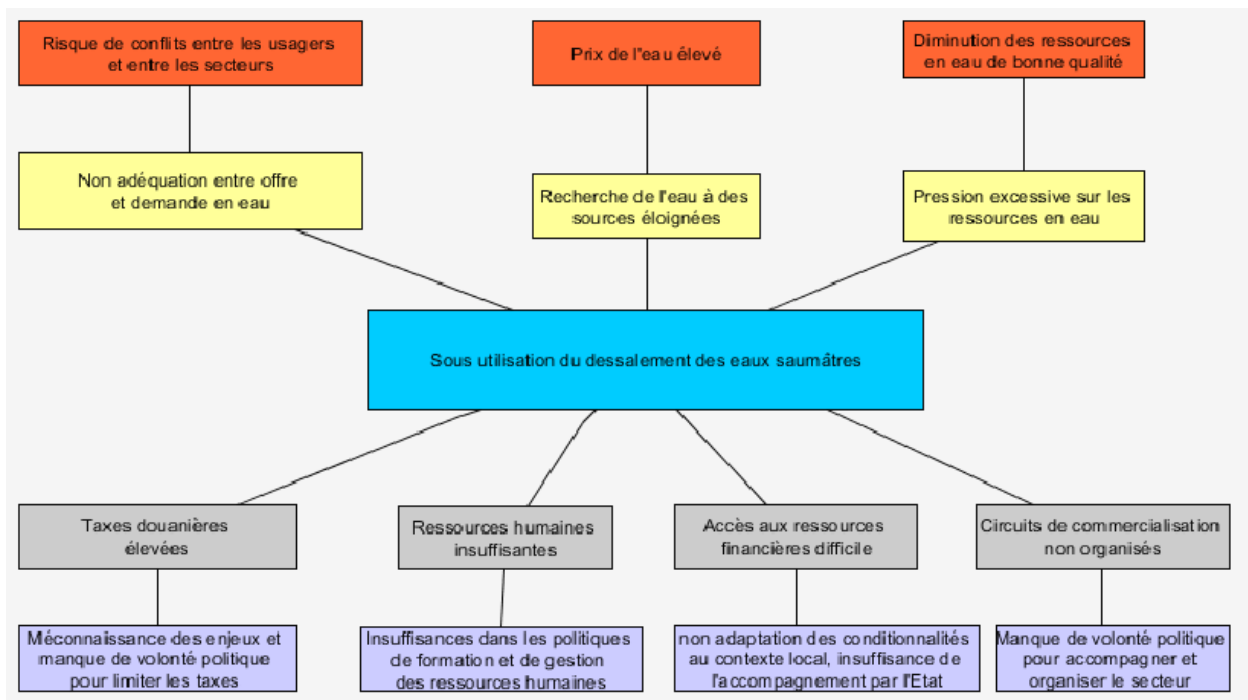 Risque de conflits entre les usagers
et entre les secteurs
Prix de l'eau élevé
Diminution des ressources
en eau de bonne qualité
Non adéquation entre offre
et demande en eau
Recherche de l'eau à des
sources éloignées
Pression excessive sur les
ressources en eau
Sous utilisation du dessalement des eaux saumâtres
Taxes douanières
élevées
Ressources humaines
insuffisantes
Accès aux ressources
financières difficile
Circuits de commercialisation
non organisés
Méconnaissance des enjeux et
manque de volonté politique
pour limiter les taxes
Insuffisances dans les politiques
de formation et de gestion
des ressources humaines
non adaptation des conditionnalités
au contexte local, insuffisance de
l'accompagnement par l'Etat
Manque de volonté politique
pour accompagner et
organiser le secteur